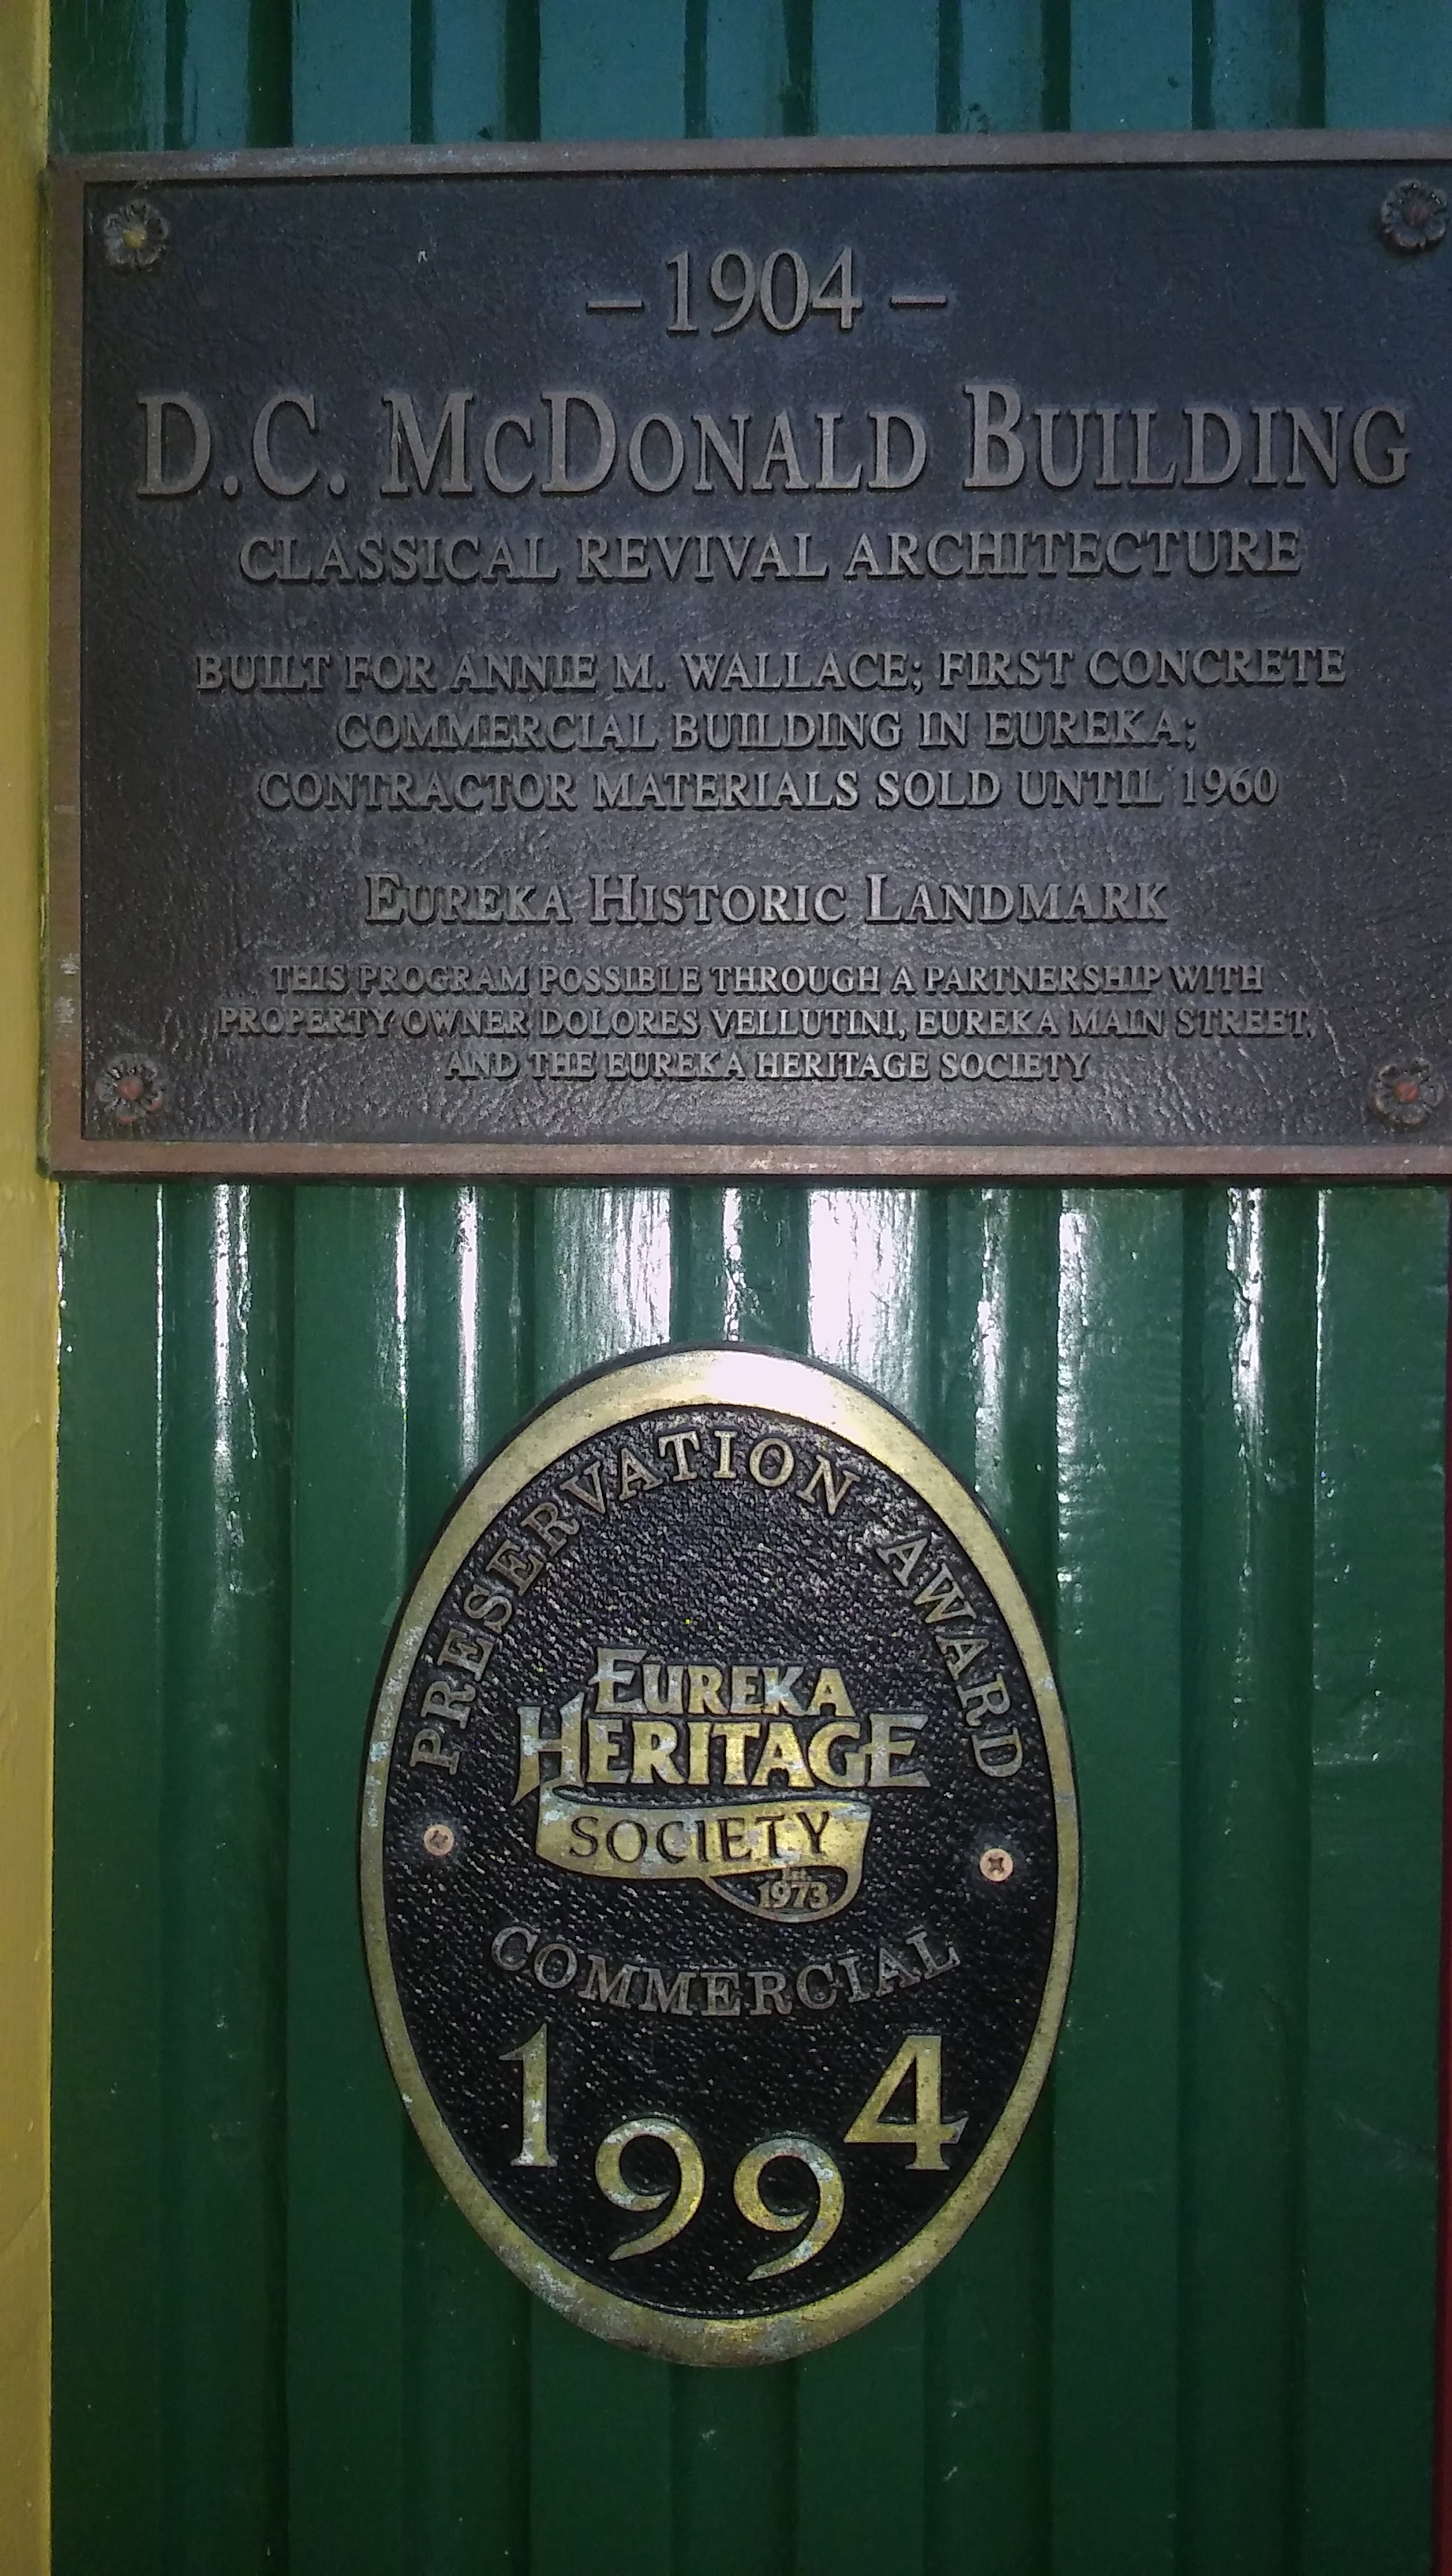 – 1904 –
D.C. McDONALD BUILDING
CLASSICAL REVIVAL ARCHITECTURE
BUILT FOR ANNIE M. WALLACE; FIRST CONCRETE
COMMERCIAL BUILDING IN EUREKA;
CONTRACTOR MATERIALS SOLD UNTIL 1960
EUREKA HISTORIC LANDMARK
THIS PROGRAM POSSIBLE THROUGH A PARTNERSHIP WITH
PROPERTY OWNER DOLORES VELLUTINI, EUREKA MAIN STREET,
AND THE EUREKA HERITAGE SOCIETY
PRESERVATION AWARD
EUREKA
HERITAGE
SOCIETY
Est.
1973
COMMERCIAL
1994